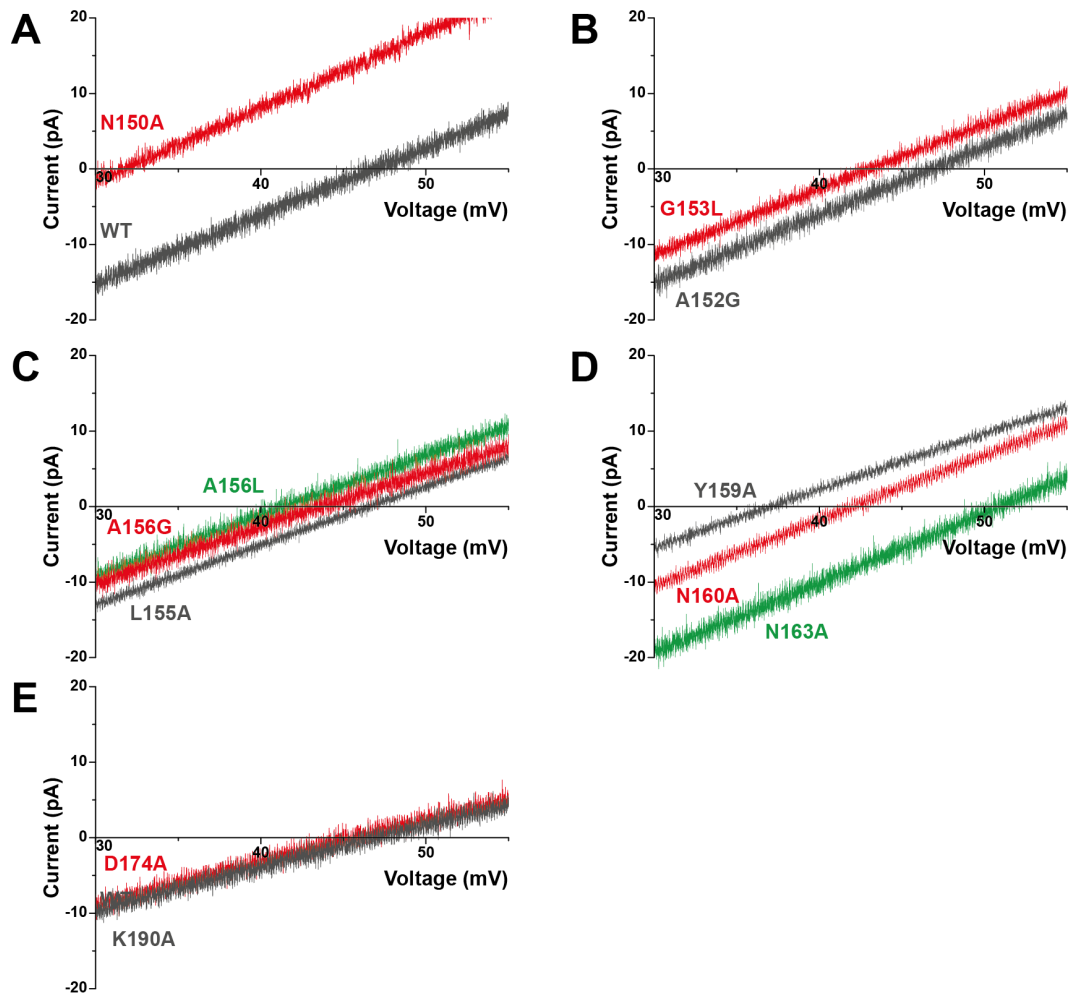 A
20
10
0
-10
-20
Current (pA)
30
40
50
Voltage (mV)
N150A
WT
B
20
10
0
-10
-20
Current (pA)
30
40
50
Voltage (mV)
G153L
A152G
C
20
10
0
-10
-20
Current (pA)
30
40
50
Voltage (mV)
A156L
A156G
L155A
D
20
10
0
-10
-20
Current (pA)
30
40
50
Voltage (mV)
Y159A
N160A
N163A
E
20
10
0
-10
-20
Current (pA)
30
40
50
Voltage (mV)
D174A
K190A